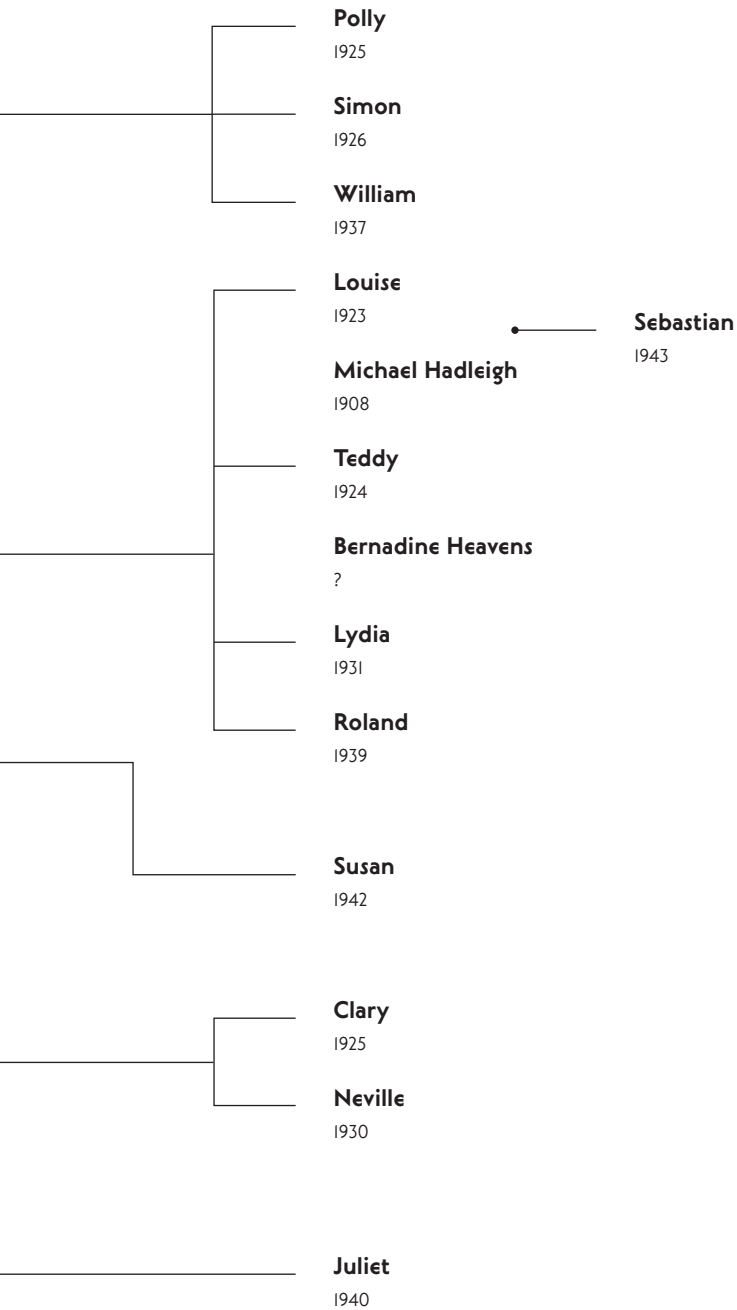 Polly
1925
Simon
1926
William
1937
Louise
1923
Sebastian
1943
Michael Hadleigh
1908
Teddy
1924
Bernadine Heavens
?
Lydia
1931
Roland
1939
Susan
1942
Clary
1925
Neville
1930
Juliet
1940